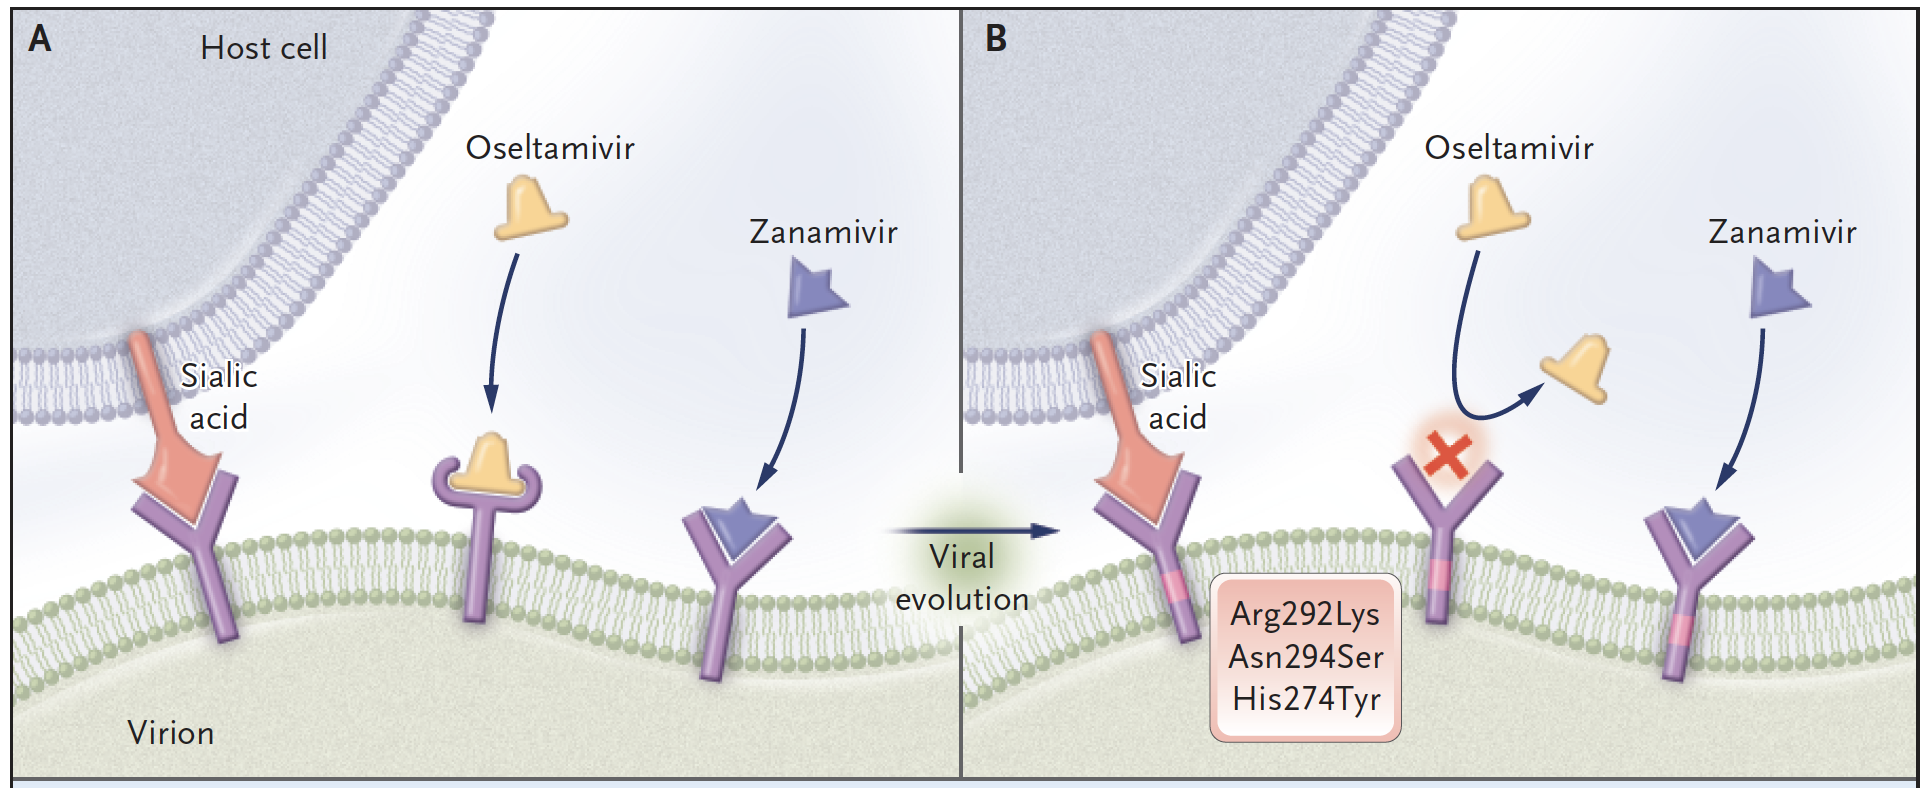 A
Host cell
Oseltamivir
Zanamivir
Sialic
acid
Virion
Viral
evolution
B
Oseltamivir
Zanamivir
Sialic
acid
Arg292Lys
Asn294Ser
His274Tyr